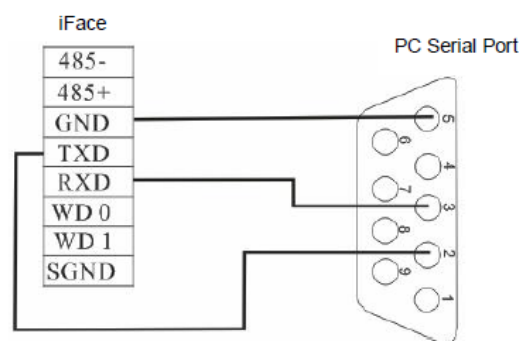 iFace
PC Serial Port
485-
485+
GND
TXD
RXD
WD 0
WD 1
SGND
5
4
3
2
1
6
7
8
9